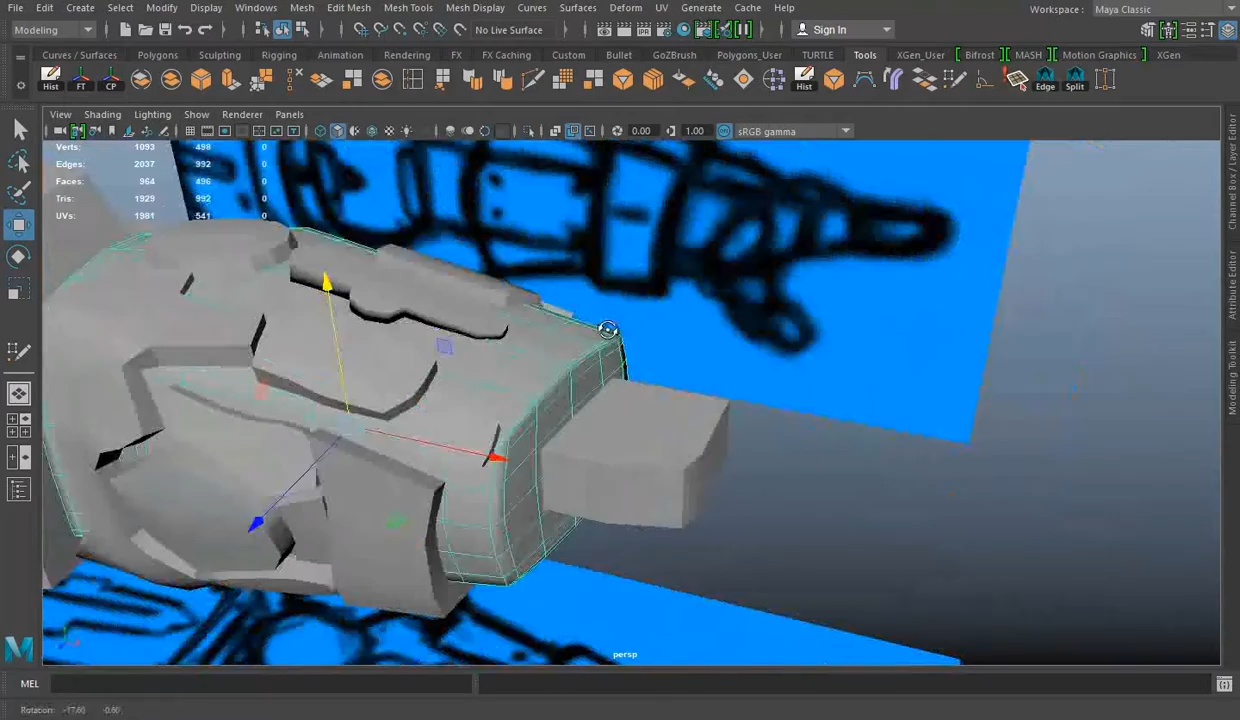 File Edit Create Select Modify Display Windows Mesh Edit Mesh Mesh Tools Mesh Display Curves Surfaces Deform UV Generate Cache Help Workspace : Maya Classic
Modeling No Live Surface Sign In
Curves / Surfaces Polygons Sculpting Rigging Animation Rendering FX FX Caching Custom Bullet GoZBrush Polygons_User TURTLE Tools XGen_User Bifrost MASH Motion Graphics XGen
Hist FT CP Hist Edge Split
View Shading Lighting Show Renderer Panels
0.00 1.00 sRGB gamma
Verts: 1093 498 0
Edges: 2037 992 0
Faces: 964 496 0
Tris: 1929 992 0
UVs: 1981 541 0
persp
MEL
Rotation: -17.60 -0.60
Channel Box / Layer Editor
Attribute Editor
Modeling Toolkit